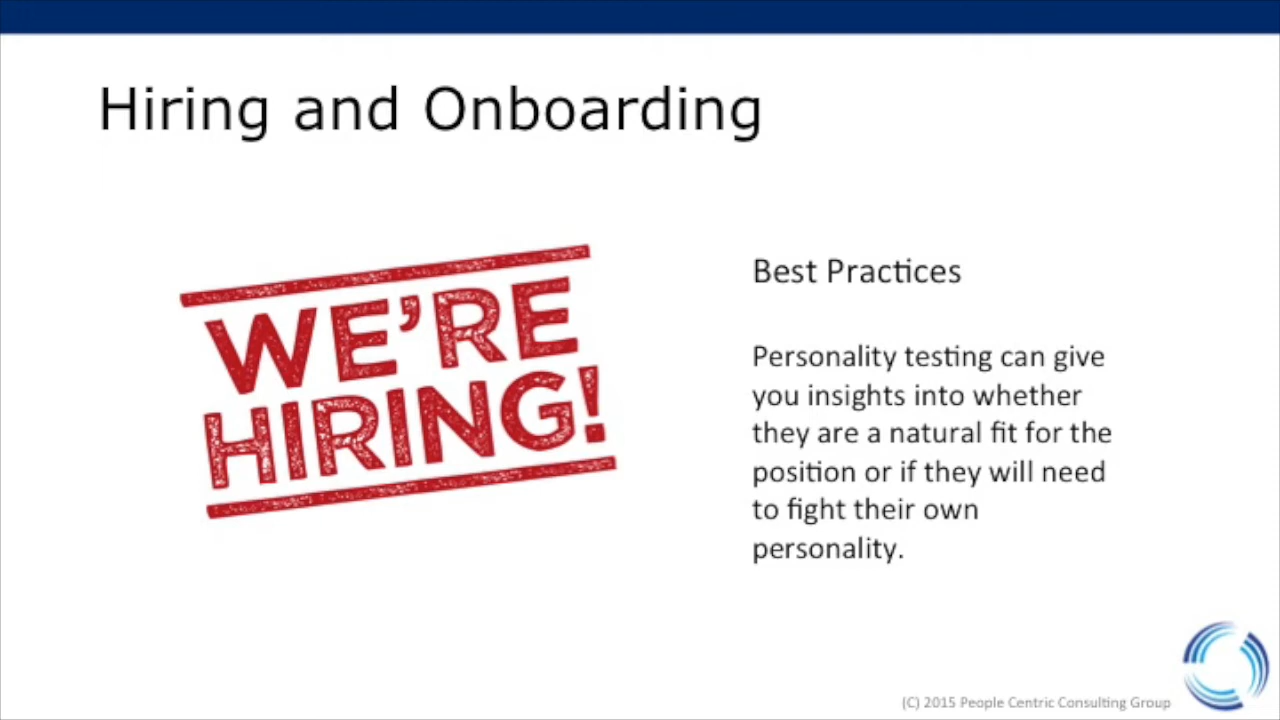 Hiring and Onboarding
WE'RE
HIRING!
Best Practices
Personality testing can give
you insights into whether
they are a natural fit for the
position or if they will need
to fight their own
personality.
(C) 2015 People Centric Consulting Group